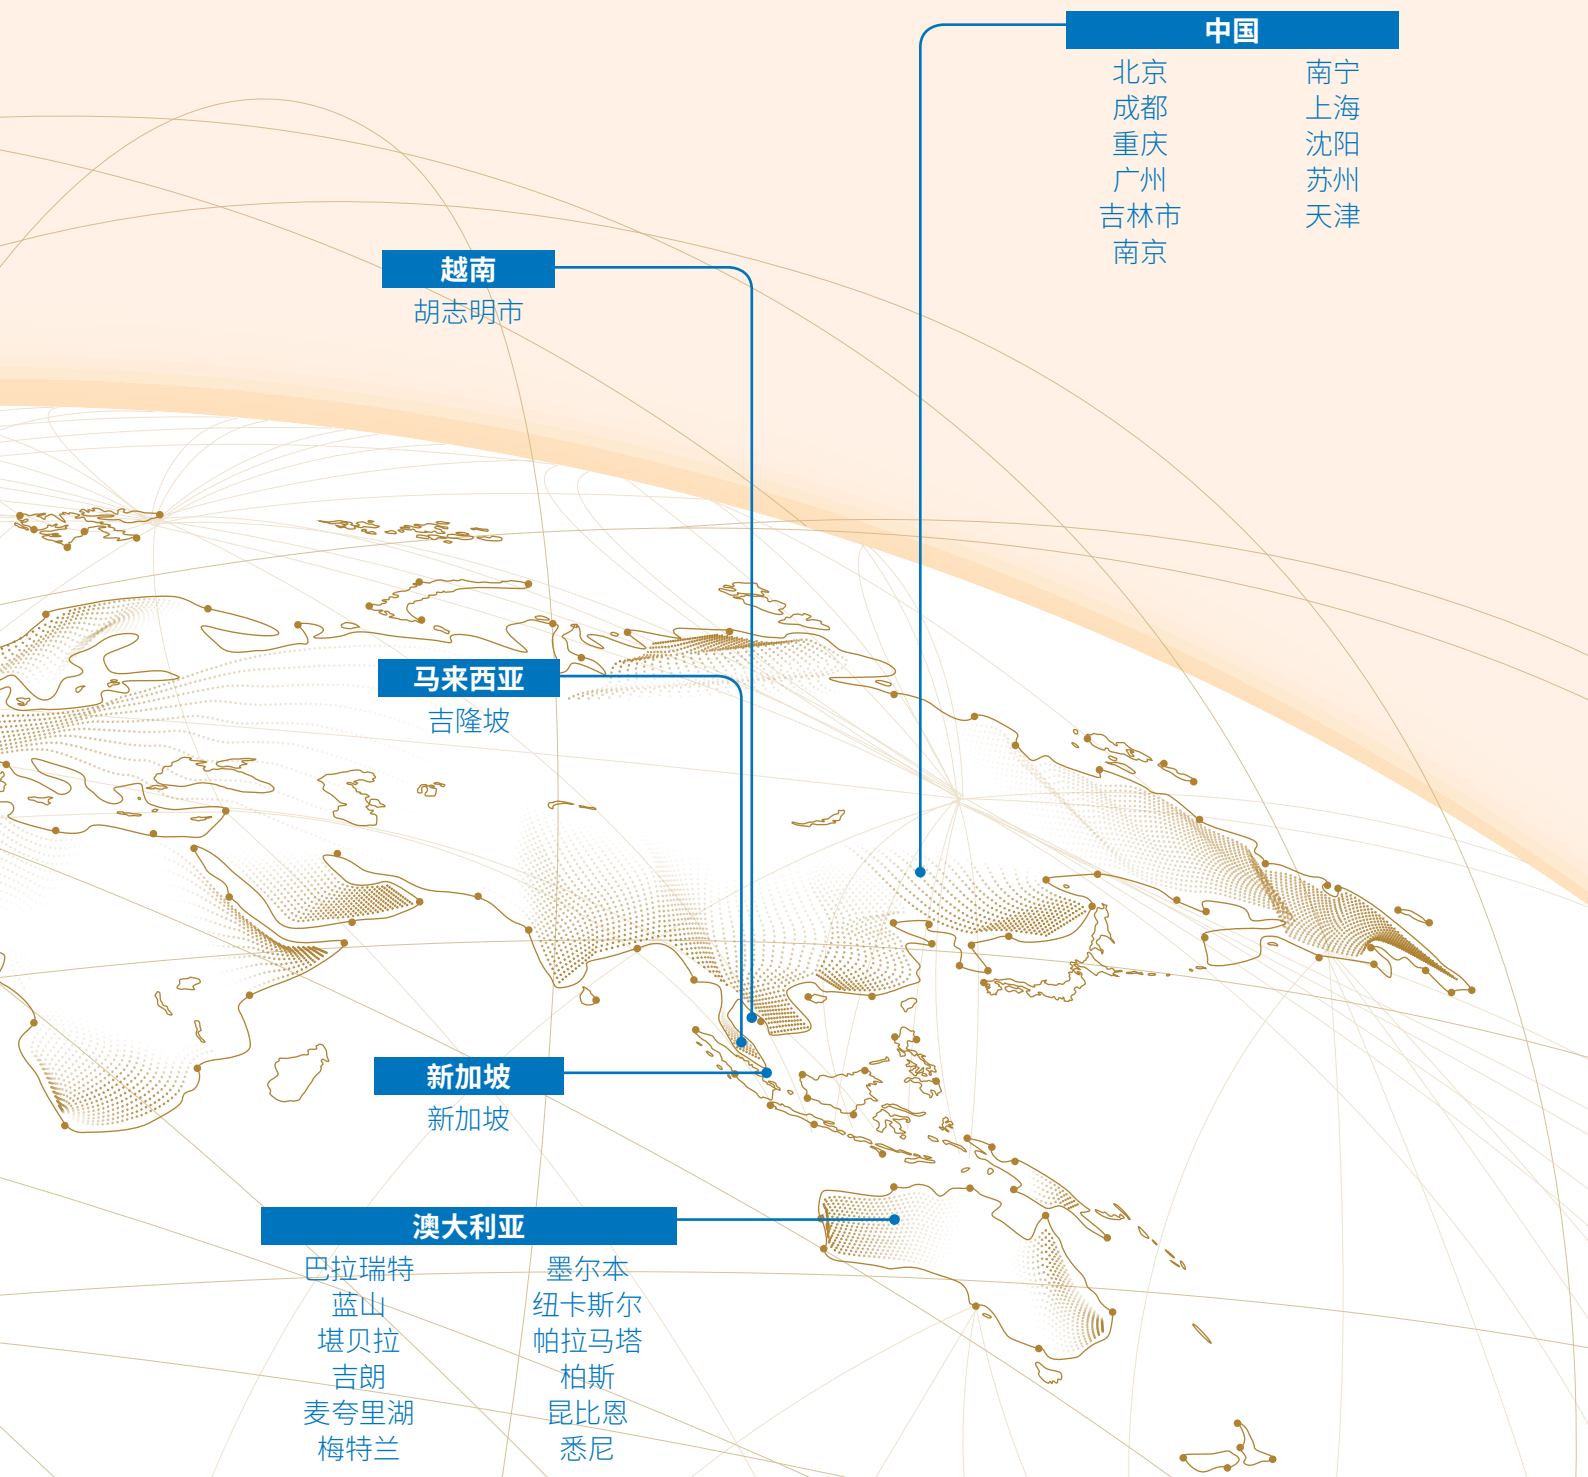 中国
北京
成都
重庆
广州
吉林市
南京
南宁
上海
沈阳
苏州
天津
越南
胡志明市
马来西亚
吉隆坡
新加坡
新加坡
澳大利亚
巴拉瑞特
蓝山
堪贝拉
吉朗
麦夸里湖
梅特兰
墨尔本
纽卡斯尔
帕拉马塔
柏斯
昆比恩
悉尼